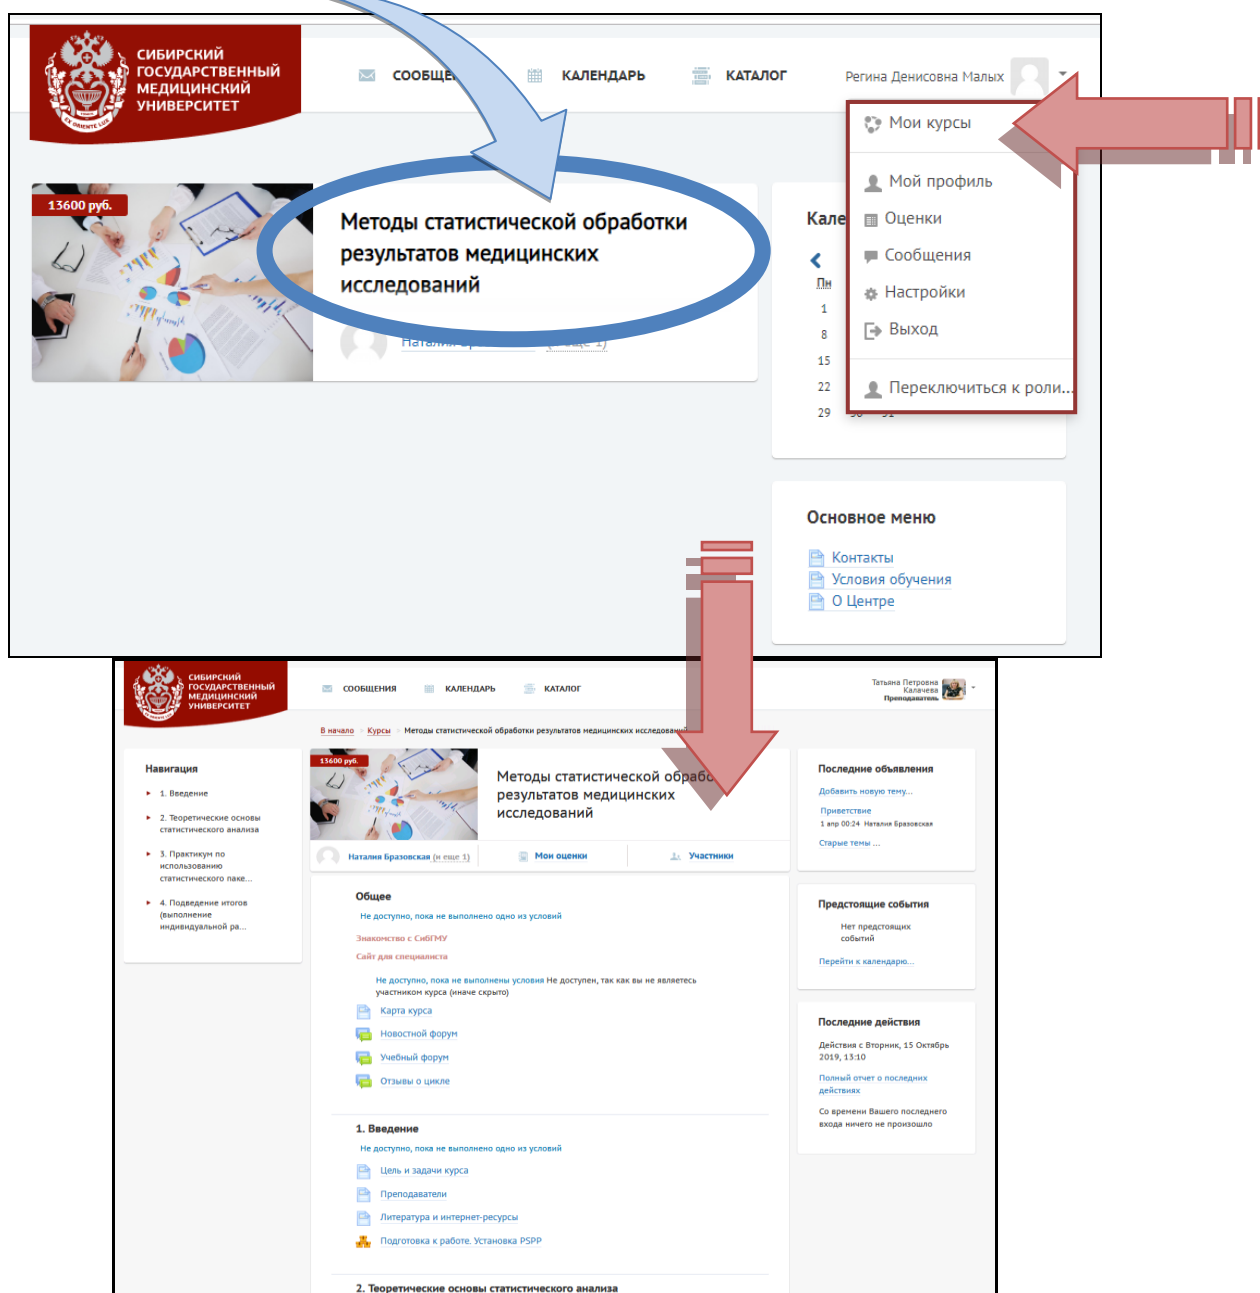 СИБИРСКИЙ
ГОСУДАРСТВЕННЫЙ
МЕДИЦИНСКИЙ
УНИВЕРСИТЕТ
EX ORIENTE LUX
КАЛЕНДАРЬ
КАТАЛОГ
Регина Денисовна Малых
Мои курсы
Мой профиль
Оценки
Сообщения
Настройки
Выход
Переключиться к роли...
13600 руб.
Методы статистической обработки
результатов медицинских
исследований
Пн
1
8
15
22
29
Основное меню
Контакты
Условия обучения
О Центре
СИБИРСКИЙ
ГОСУДАРСТВЕННЫЙ
МЕДИЦИНСКИЙ
УНИВЕРСИТЕТ
СООБЩЕНИЯ
КАЛЕНДАРЬ
КАТАЛОГ
Татьяна Петровна
Калачева
Преподаватель
В начало Курсы Методы статистической обработки результатов медицинских
Навигация
1. Введение
2. Теоретические основы
статистического анализа
3. Практикум по
использованию
статистического паке...
4. Подведение итогов
(выполнение
индивидуальной ра...
13600 руб.
Методы статистической
результатов медицинских
исследований
Наталия Бразовская (и еще 1)
Мои оценки
Участники
Общее
Не доступно, пока не выполнено одно из условий
Знакомство с СибГМУ
Сайт для специалиста
Не доступно, пока не выполнены условия Не доступен, так как вы не являетесь
участником курса (иначе скрыто)
Карта курса
Новостной форум
Учебный форум
Отзывы о цикле
1. Введение
Не доступно, пока не выполнено одно из условий
Цель и задачи курса
Преподаватели
Литература и интернет-ресурсы
Подготовка к работе. Установка PSPP
2. Теоретические основы статистического анализа
Последние объявления
Добавить новую тему...
Приветствие
1 апр 00:24 Наталия Бразовская
Старые темы ...
Предстоящие события
Нет предстоящих
событий
Перейти к календарю...
Последние действия
Действия с Вторник, 15 Октябрь
2019, 13:10
Полный отчет о последних
действиях
Со времени Вашего последнего
входа ничего не произошло